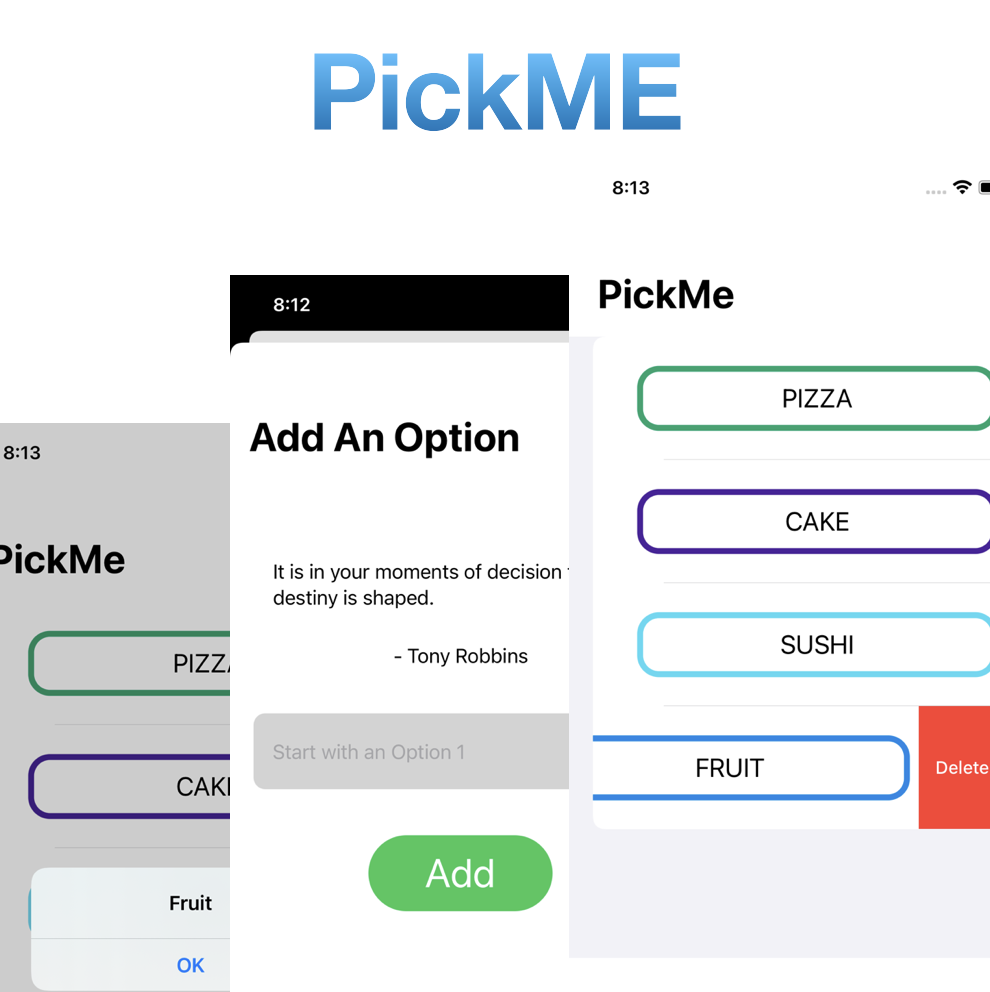 PickME
8:13
PickMe
PIZZA
CAKE
SUSHI
FRUIT
Delete
8:12
Add An Option
It is in your moments of decision
destiny is shaped.
- Tony Robbins
Start with an Option 1
Add
8:13
PickMe
PIZZA
CAKE
Fruit
OK